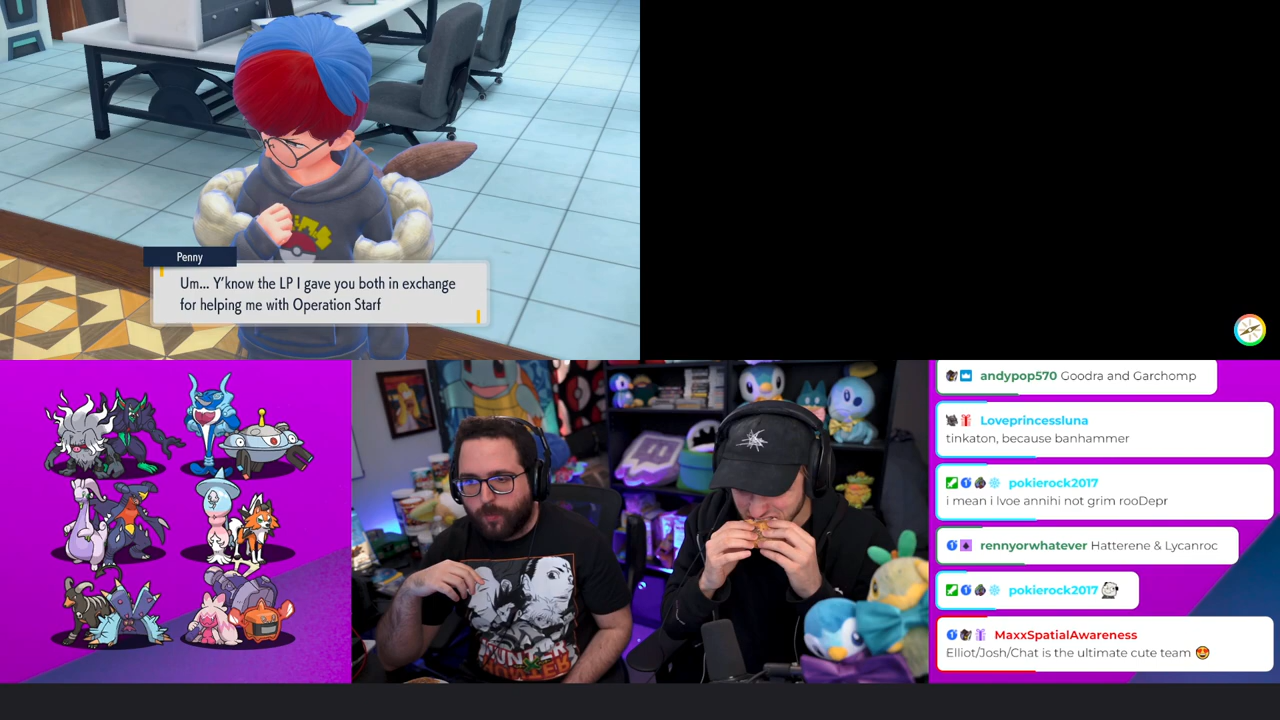 Penny
Um... Y'know the LP I gave you both in exchange
for helping me with Operation Starf
andypop570 Goodra and Garchomp
Loveprincessluna
tinkaton, because banhammer
pokierock2017
i mean i lvoe annihi not grim rooDepr
rennyorwhatever Hatterene & Lycanroc
pokierock2017
MaxxSpatialAwareness
Elliot/Josh/Chat is the ultimate cute team 😍
HUNTER
HUNTER